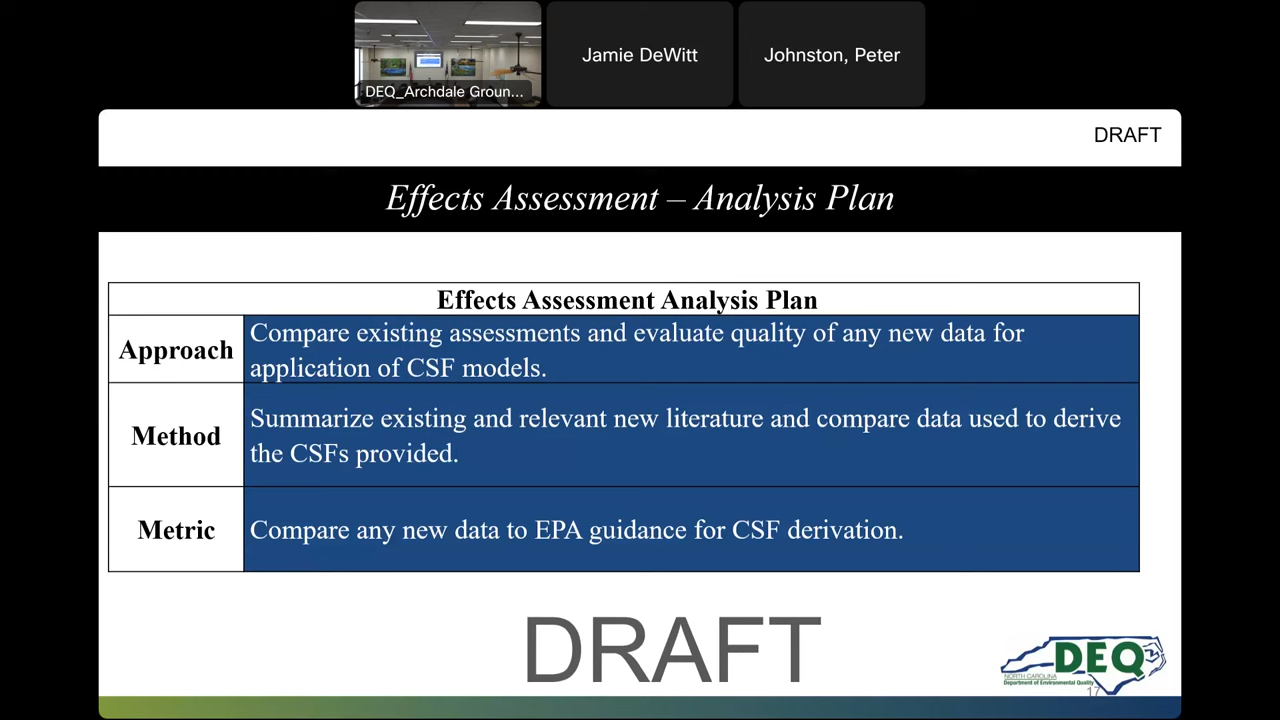 DEQ_Archdale Groun...
Jamie DeWitt
Johnston, Peter
DRAFT
Effects Assessment – Analysis Plan
Effects Assessment Analysis Plan
Approach
Compare existing assessments and evaluate quality of any new data for
application of CSF models.
Method
Summarize existing and relevant new literature and compare data used to derive
the CSFs provided.
Metric
Compare any new data to EPA guidance for CSF derivation.
DRAFT
DEQ
NORTH CAROLINA
Department of Environmental Quality
17